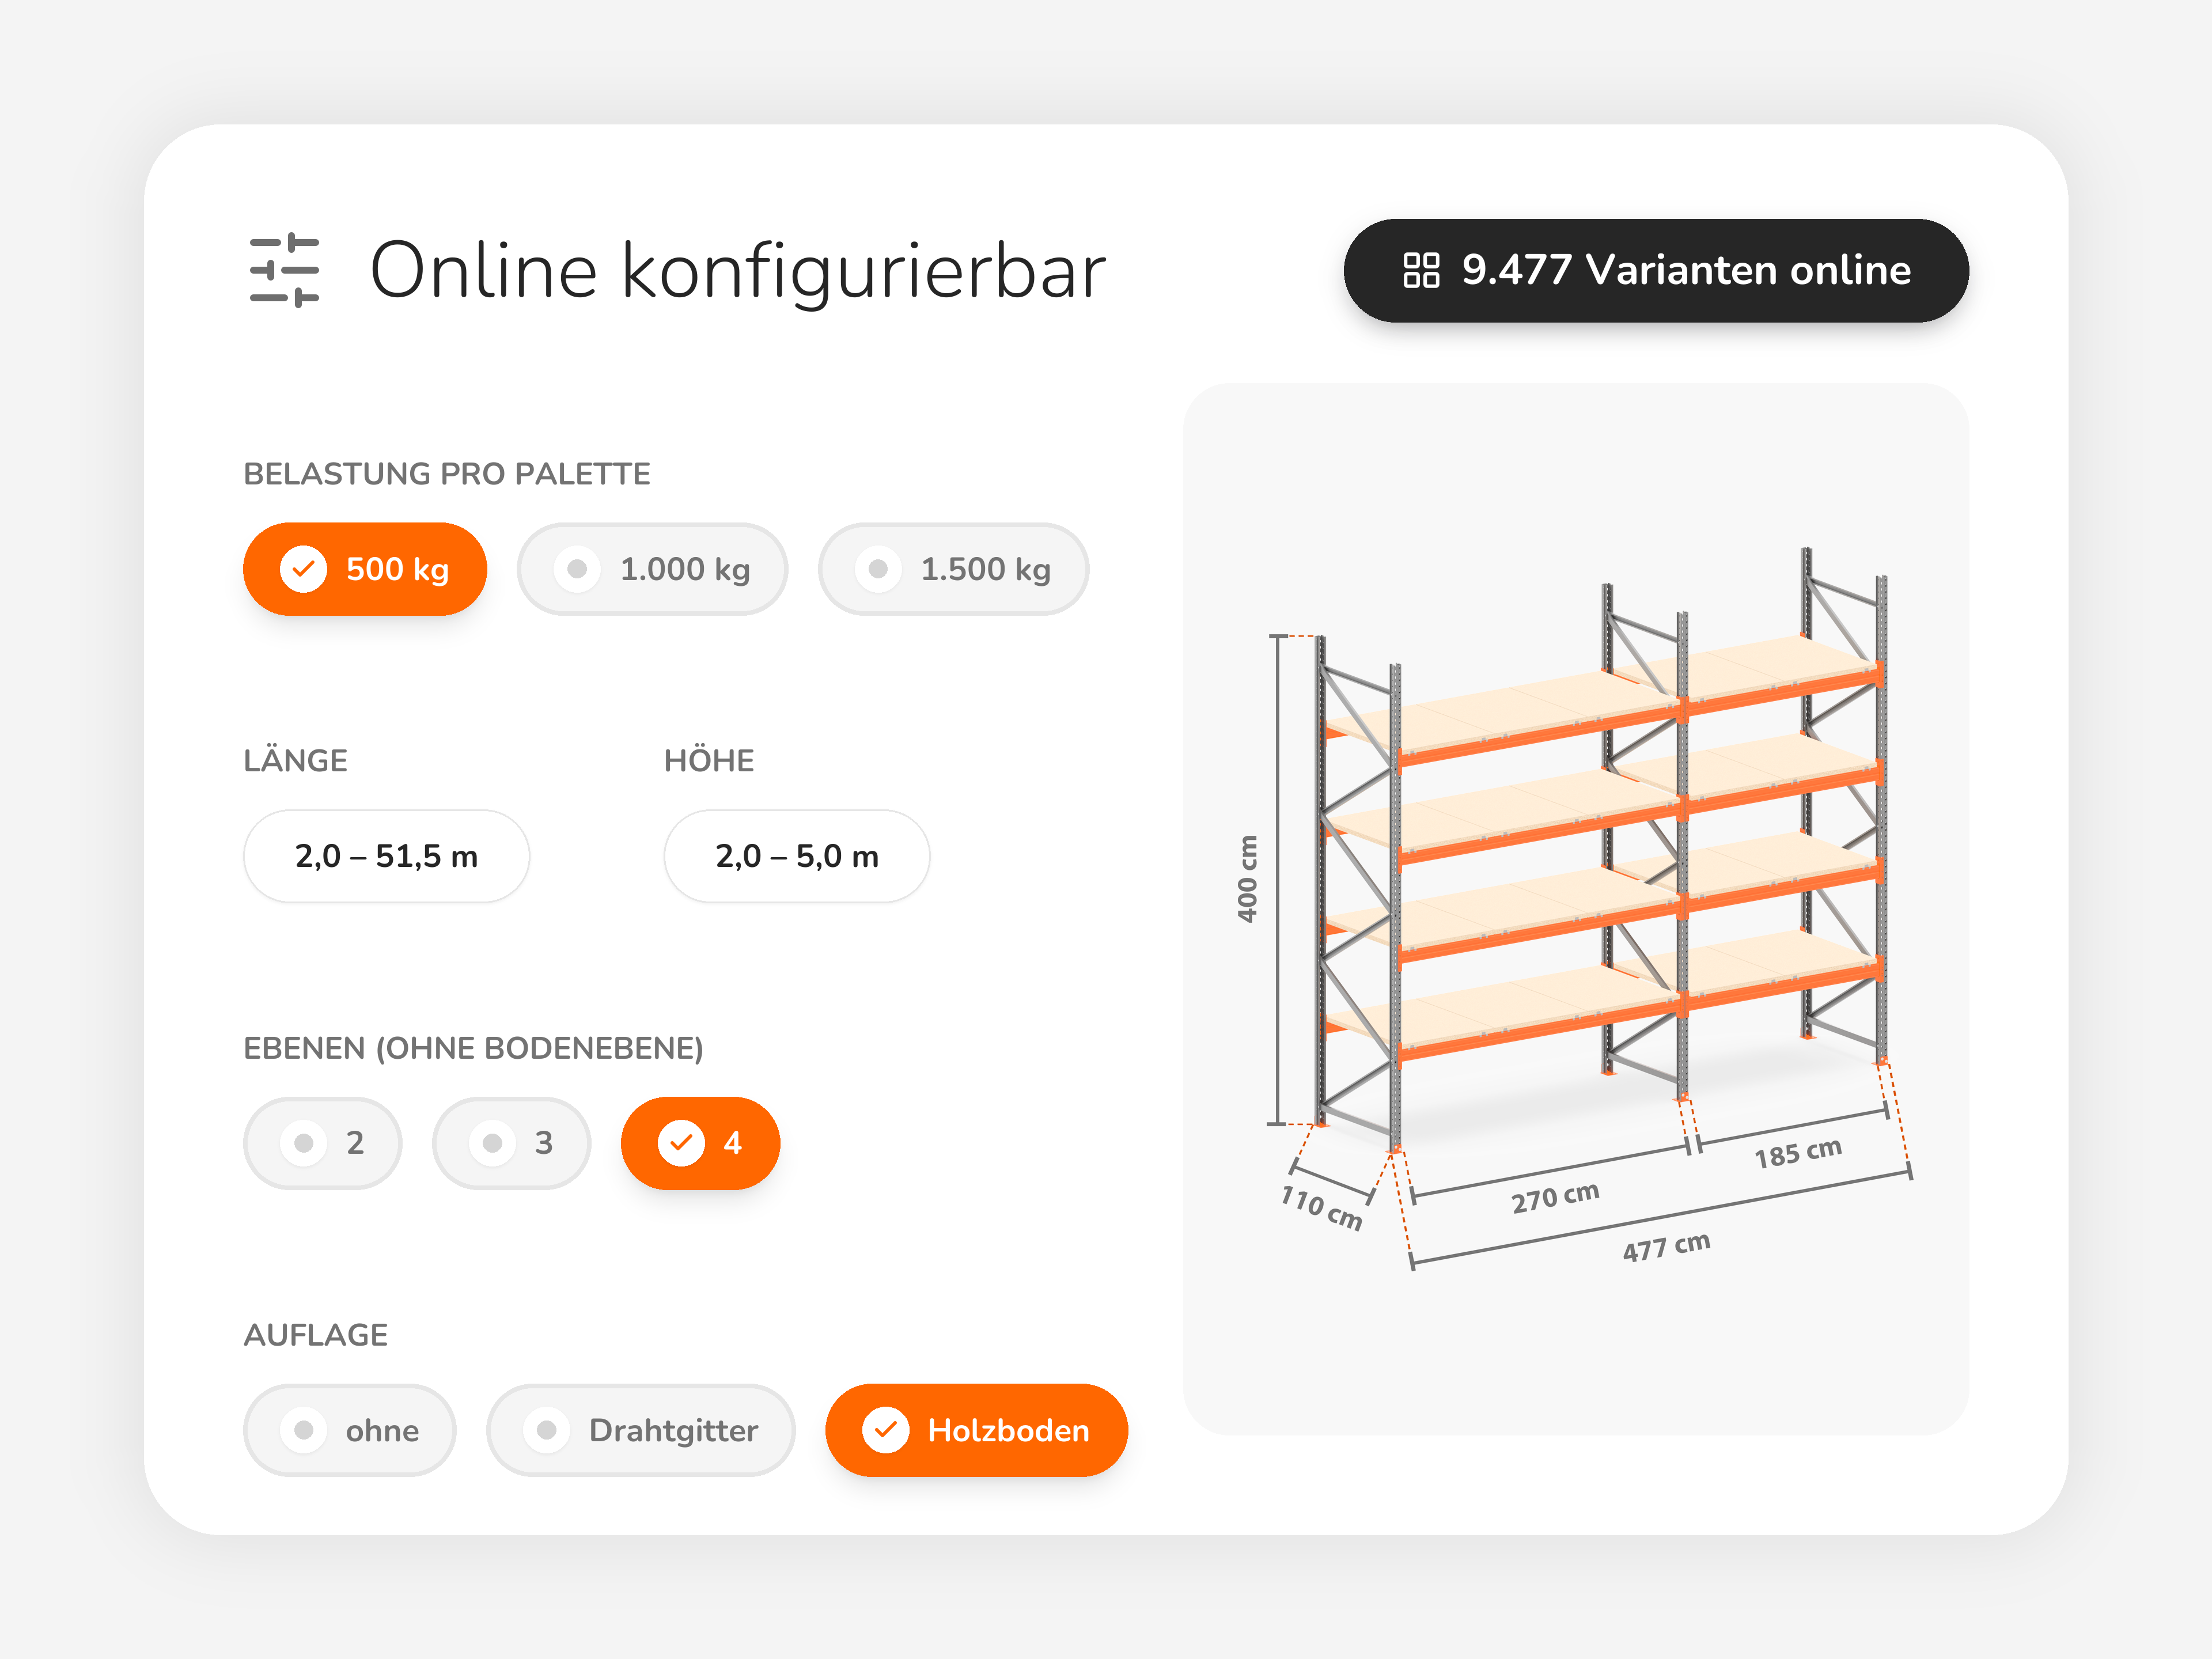 Online konfigurierbar
9.477 Varianten online
BELASTUNG PRO PALETTE
500 kg
1.000 kg
1.500 kg
LÄNGE
HÖHE
2,0 – 51,5 m
2,0 – 5,0 m
EBENEN (OHNE BODENEBENE)
2
3
4
AUFLAGE
ohne
Drahtgitter
Holzboden
400 cm
110 cm
270 cm
185 cm
477 cm